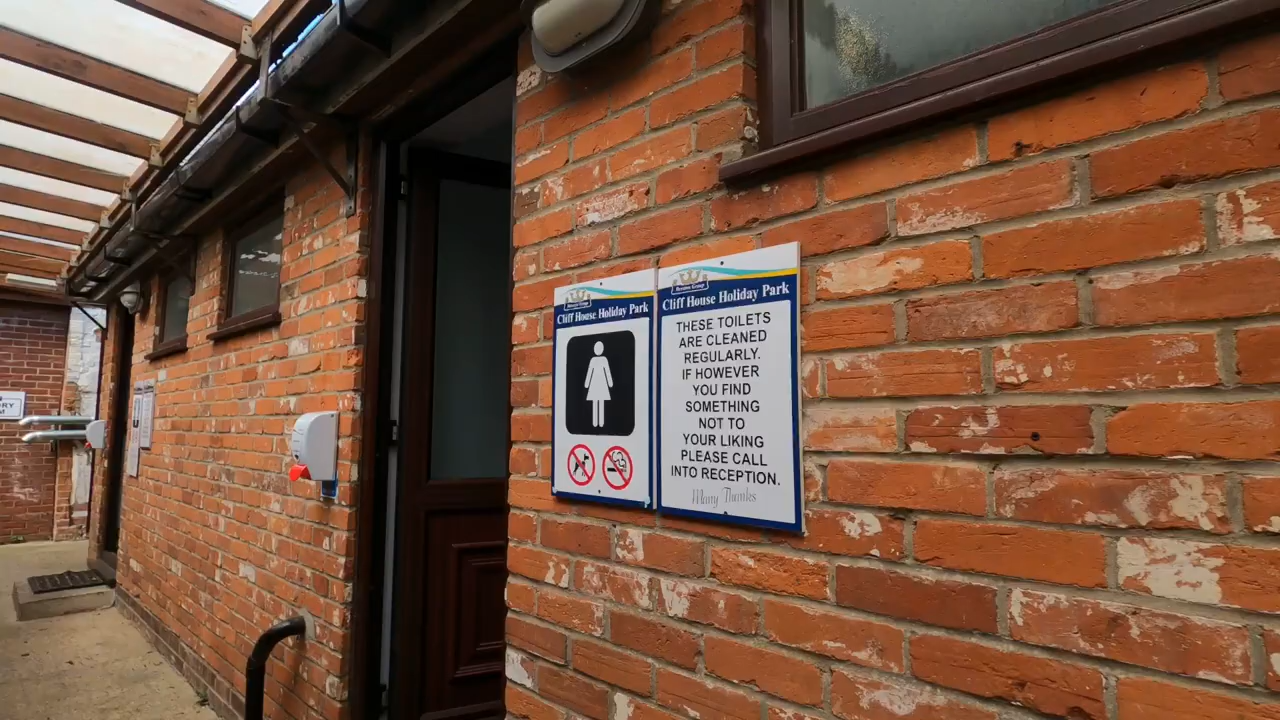 Cliff House Holiday Park
Cliff House Holiday Park
THESE TOILETS
ARE CLEANED
REGULARLY.
IF HOWEVER
YOU FIND
SOMETHING
NOT TO
YOUR LIKING
PLEASE CALL
INTO RECEPTION.
Many Thanks